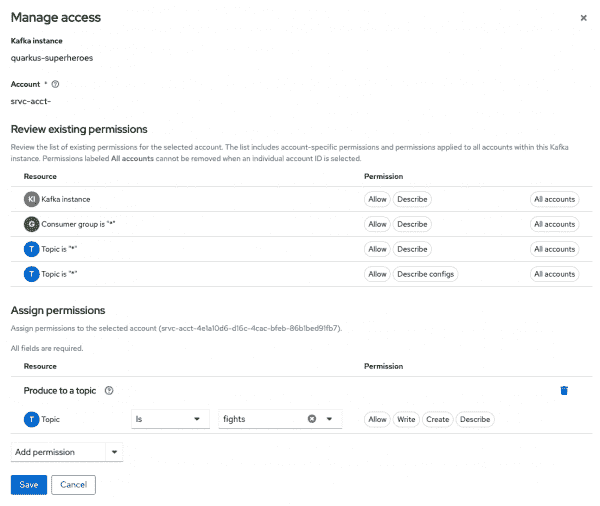 Manage access
Kafka instance
quarkus-superheroes
Account *
srvc-acct-
Review existing permissions
Review the list of existing permissions for the selected account. The list includes account-specific permissions and permissions applied to all accounts within this Kafka
instance. Permissions labeled All accounts cannot be removed when an individual account ID is selected.
Resource Permission
KI Kafka instance Allow Describe All accounts
G Consumer group is "*" Allow Describe All accounts
T Topic is "*" Allow Describe All accounts
T Topic is "*" Allow Describe configs All accounts
Assign permissions
Assign permissions to the selected account (srvc-acct-4e1a10d6-d16c-4cac-bfeb-86b1bed91fb7).
All fields are required.
Resource Permission
Produce to a topic
T Topic Is fights Allow Write Create Describe
Add permission
Save Cancel